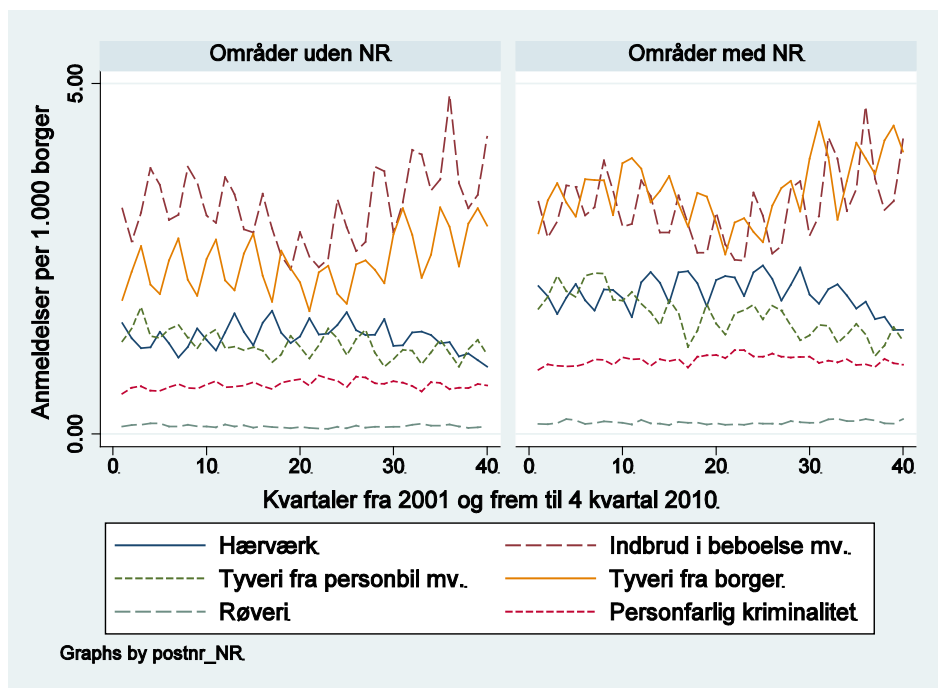 Områder uden NR.
Områder med NR.
Anmeldelser per 1.000 borger
5.00
0.00
0. 10. 20. 30. 40.
0. 10. 20. 30. 40.
Kvartaler fra 2001 og frem til 4 kvartal 2010.
Hærværk.
Indbrud i beboelse mv..
Tyveri fra personbil mv..
Tyveri fra borger.
Røveri.
Personfarlig kriminalitet.
Graphs by postnr_NR.